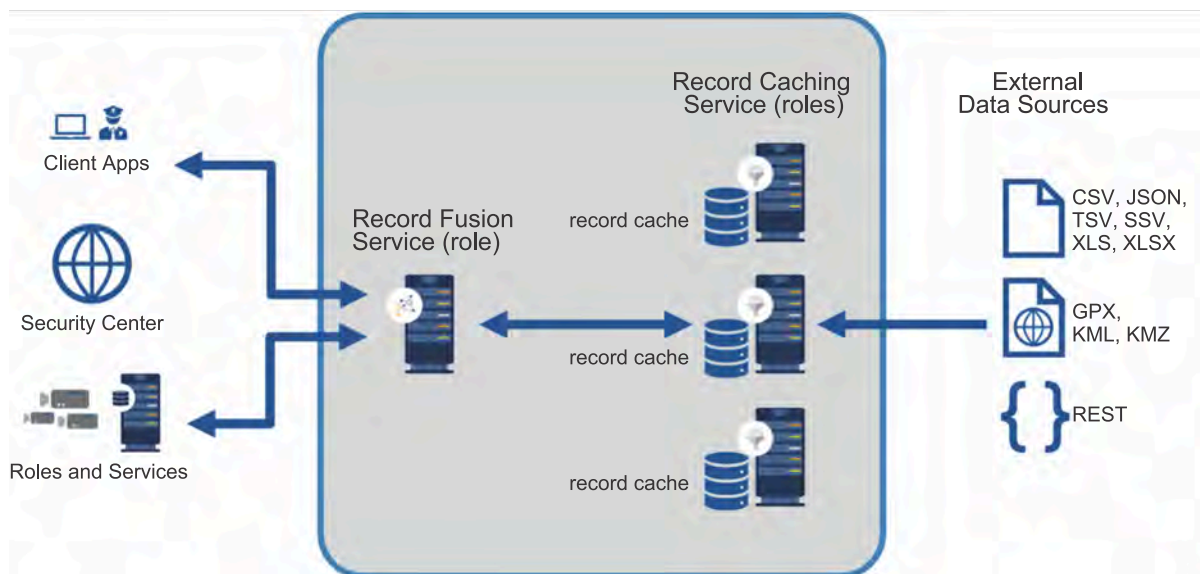 Client Apps
Security Center
Roles and Services
Record Fusion
Service (role)
Record Caching
Service (roles)
record cache
record cache
record cache
External
Data Sources
CSV, JSON,
TSV, SSV,
XLS, XLSX
GPX,
KML, KMZ
{ } REST